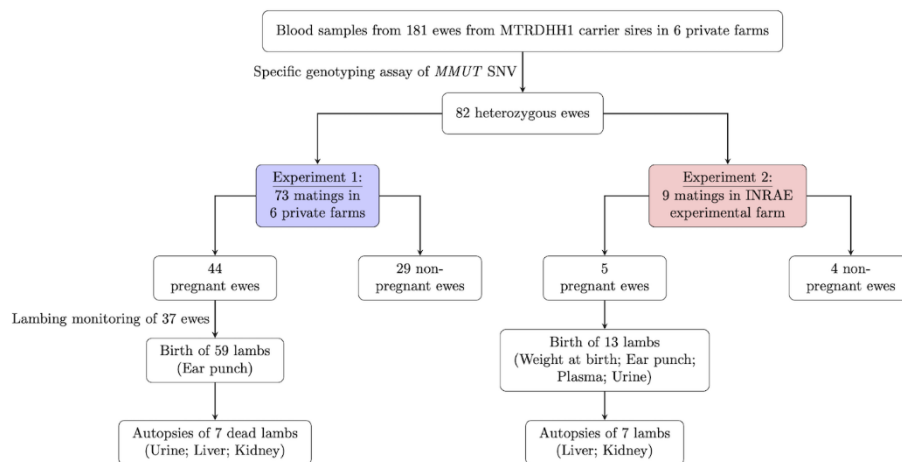 Blood samples from 181 ewes from MTRDHH1 carrier sires in 6 private farms
Specific genotyping assay of MMUT SNV
82 heterozygous ewes
Experiment 1:
73 matings in
6 private farms
Experiment 2:
9 matings in INRAE
experimental farm
44
pregnant ewes
29 non-
pregnant ewes
5
pregnant ewes
4 non-
pregnant ewes
Lambing monitoring of 37 ewes
Birth of 59 lambs
(Ear punch)
Birth of 13 lambs
(Weight at birth; Ear punch;
Plasma; Urine)
Autopsies of 7 dead lambs
(Urine; Liver; Kidney)
Autopsies of 7 lambs
(Liver; Kidney)